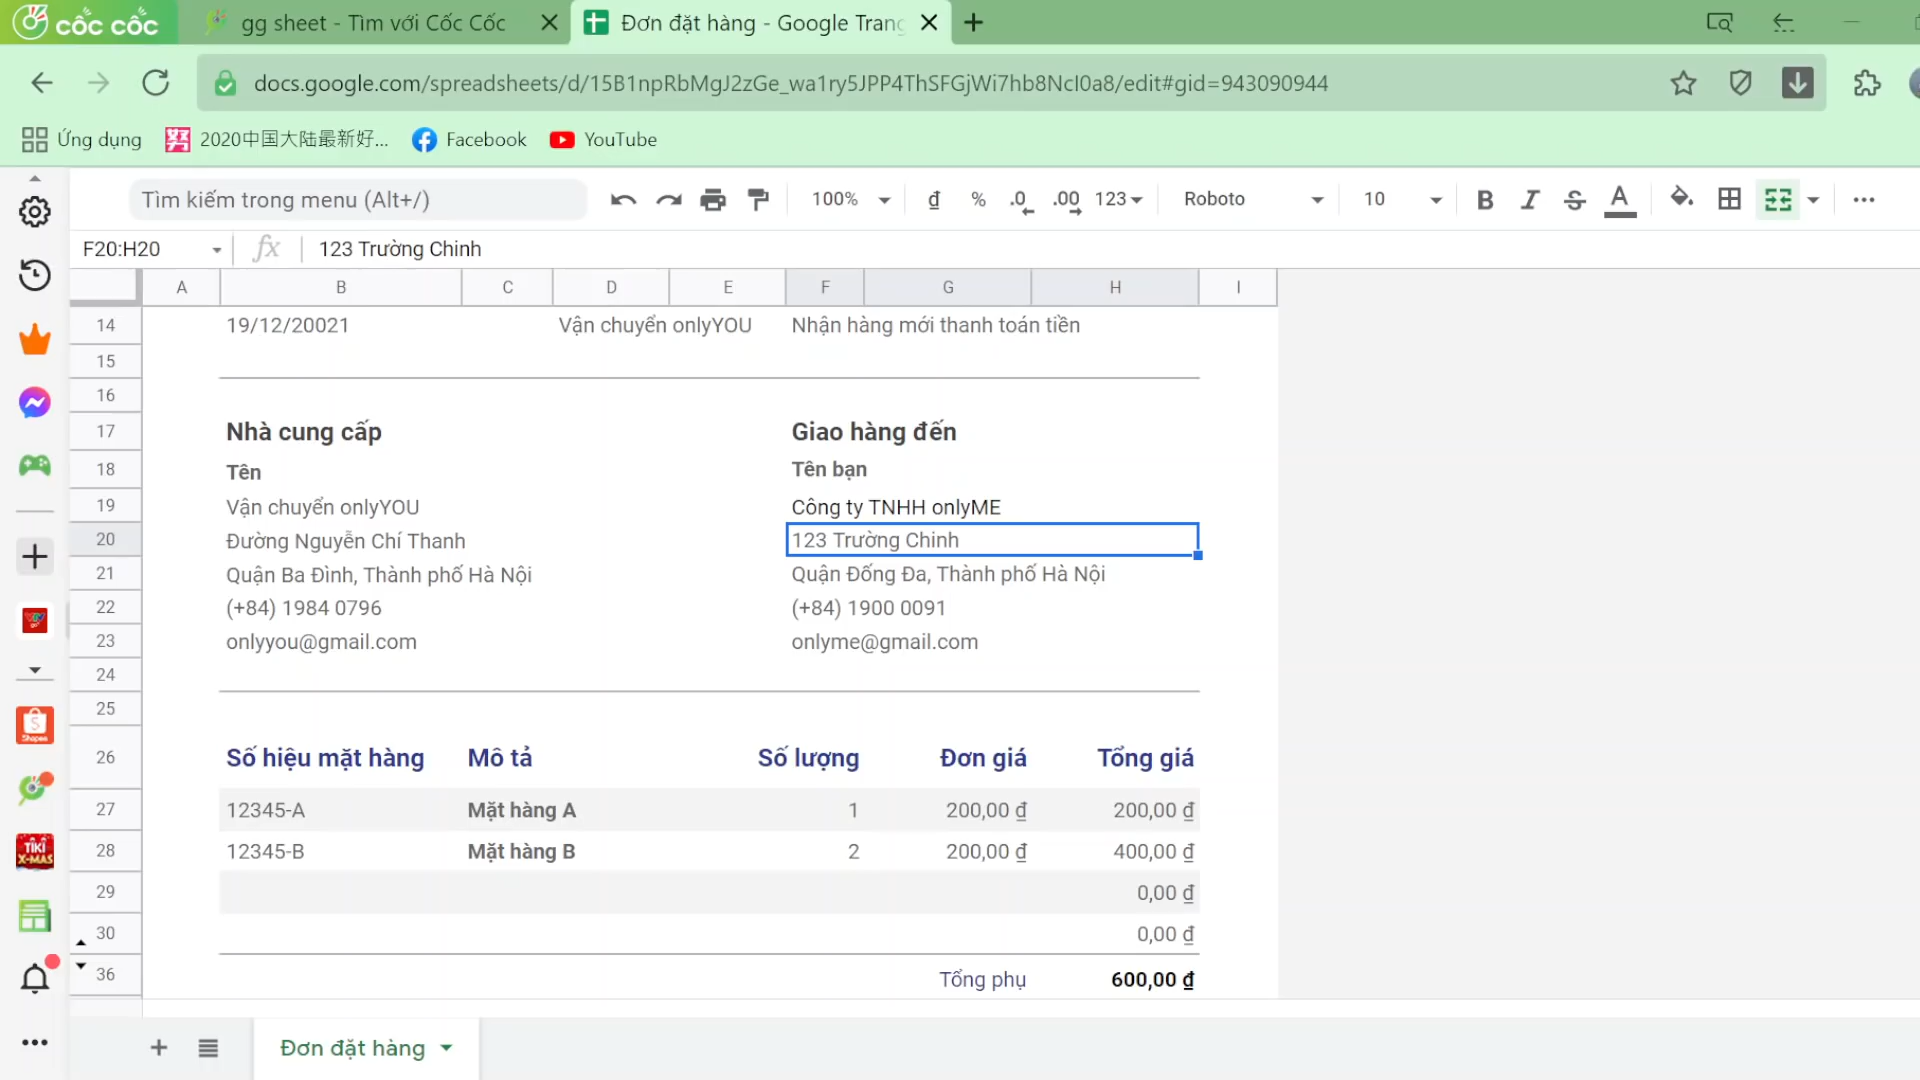 cốc cốc gg sheet - Tìm với Cốc Cốc Đơn đặt hàng - Google Trang
docs.google.com/spreadsheets/d/15B1npRbMgJ2zGe_wa1ry5JPP4ThSFGjWi7hb8NcI0a8/edit#gid=943090944
Ứng dụng 2020中国大陆最新好... Facebook YouTube
Tìm kiếm trong menu (Alt+/) 100% đ % .0 .00 123 Roboto 10 B I S A
F20:H20 fx 123 Trường Chinh
A B C D E F G H I
14 19/12/20021 Vận chuyển onlyYOU Nhận hàng mới thanh toán tiền
15
16
17 Nhà cung cấp Giao hàng đến
18 Tên Tên bạn
19 Vận chuyển onlyYOU Công ty TNHH onlyME
20 Đường Nguyễn Chí Thanh 123 Trường Chinh
21 Quận Ba Đình, Thành phố Hà Nội Quận Đống Đa, Thành phố Hà Nội
22 (+84) 1984 0796 (+84) 1900 0091
23 onlyyou@gmail.com onlyme@gmail.com
24
25
26 Số hiệu mặt hàng Mô tả Số lượng Đơn giá Tổng giá
27 12345-A Mặt hàng A 1 200,00 ₫ 200,00 ₫
28 12345-B Mặt hàng B 2 200,00 ₫ 400,00 ₫
29 0,00 ₫
30 0,00 ₫
36 Tổng phụ 600,00 ₫
Shopee
TIKI
X-MAS
Đơn đặt hàng